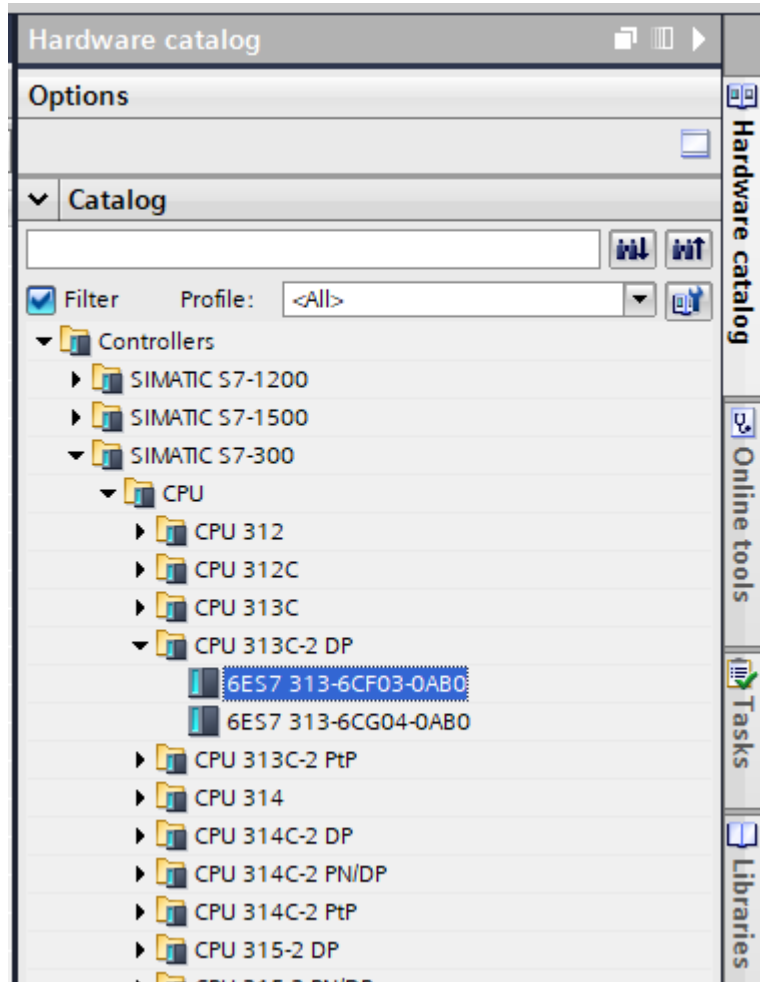 Hardware catalog
Options
Catalog
Filter
Profile:
<All>
Controllers
SIMATIC S7-1200
SIMATIC S7-1500
SIMATIC S7-300
CPU
CPU 312
CPU 312C
CPU 313C
CPU 313C-2 DP
6ES7 313-6CF03-0AB0
6ES7 313-6CG04-0AB0
CPU 313C-2 PtP
CPU 314
CPU 314C-2 DP
CPU 314C-2 PN/DP
CPU 314C-2 PtP
CPU 315-2 DP
Hardware catalog
Online tools
Tasks
Libraries